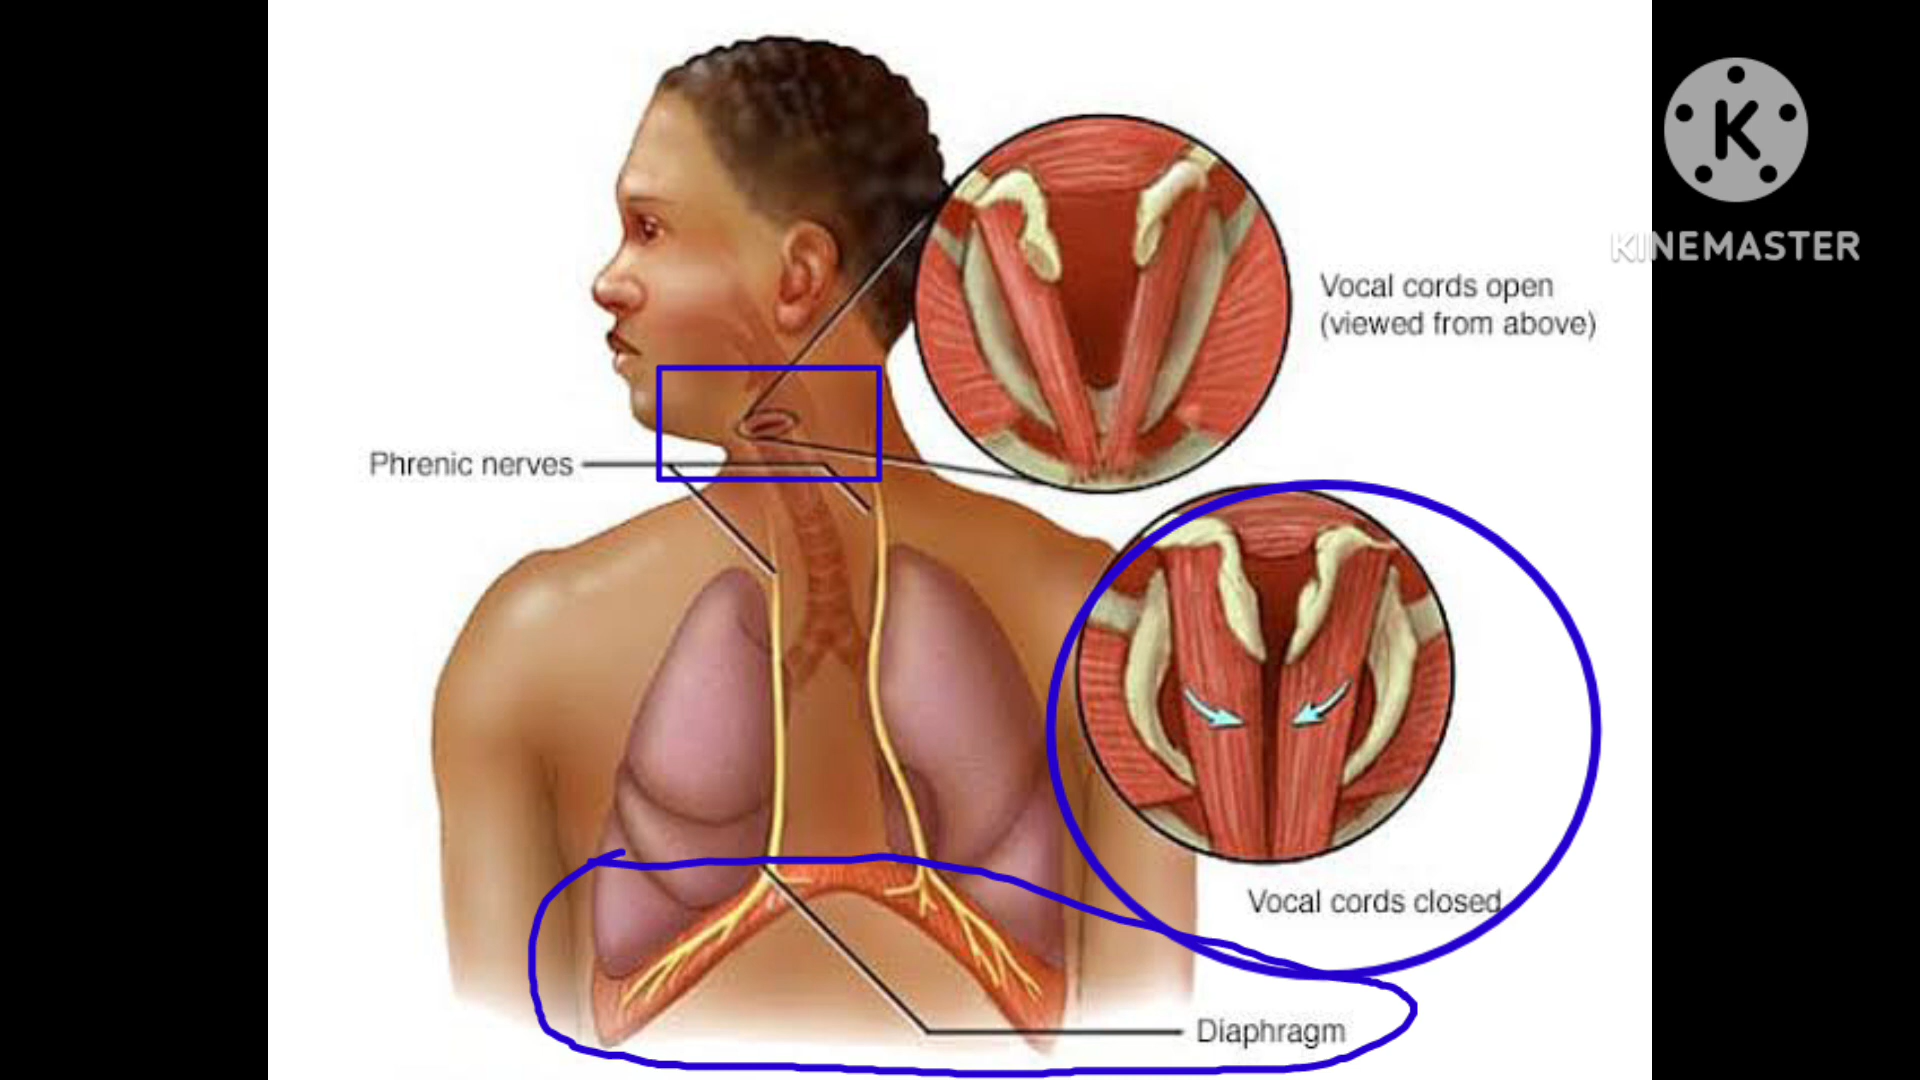 K
KINEMASTER
Vocal cords open
(viewed from above)
Phrenic nerves
Vocal cords closed
Diaphragm